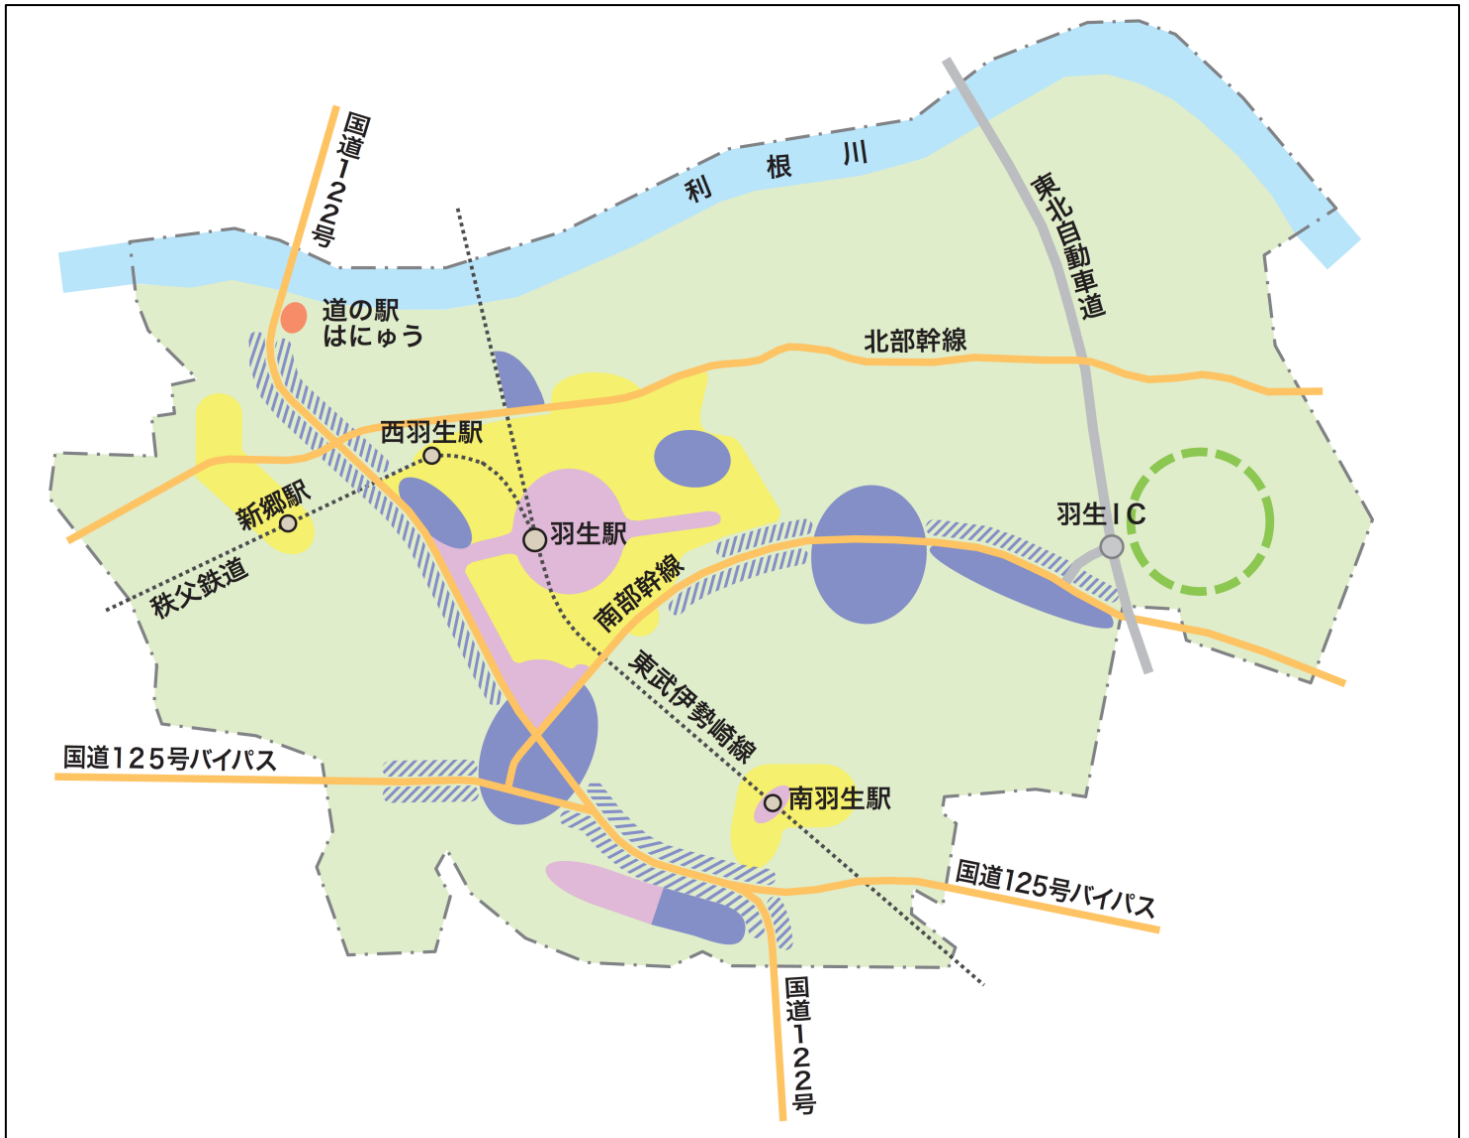 国道122号
利根川
東北自動車道
道の駅
はにゅう
北部幹線
西羽生駅
新郷駅
羽生駅
羽生IC
秩父鉄道
南部幹線
東武伊勢崎線
国道125号バイパス
南羽生駅
国道125号バイパス
国道122号